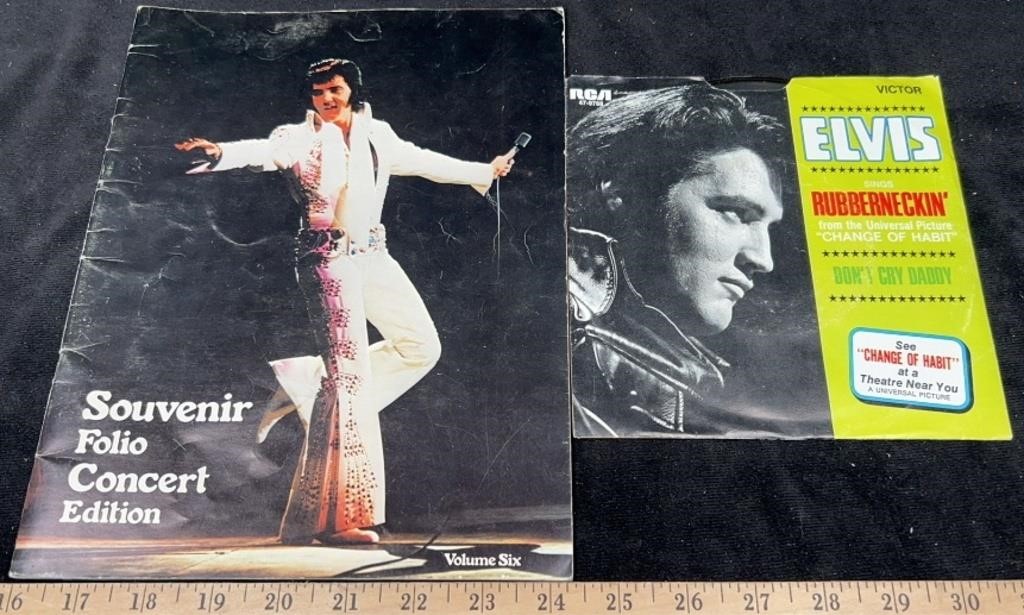 Souvenir
Folio
Concert
Edition
Volume Six
RCA
47-9768
VICTOR
ELVIS
SINGS
RUBBERNECKIN'
from the Universal Picture
"CHANGE OF HABIT"
DON'T CRY DADDY
See
"CHANGE OF HABIT"
at a
Theatre Near You
A UNIVERSAL PICTURE
16 17 18 19 20 21 22 23 24 25 26 27 28 29 30